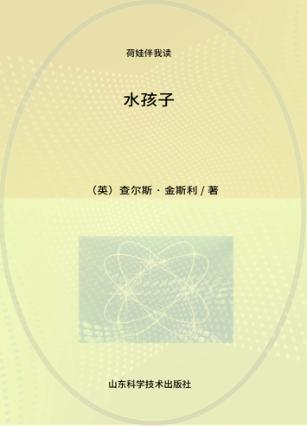 荷娃伴我读
水孩子
（英）查尔斯·金斯利/著
山东科学技术出版社